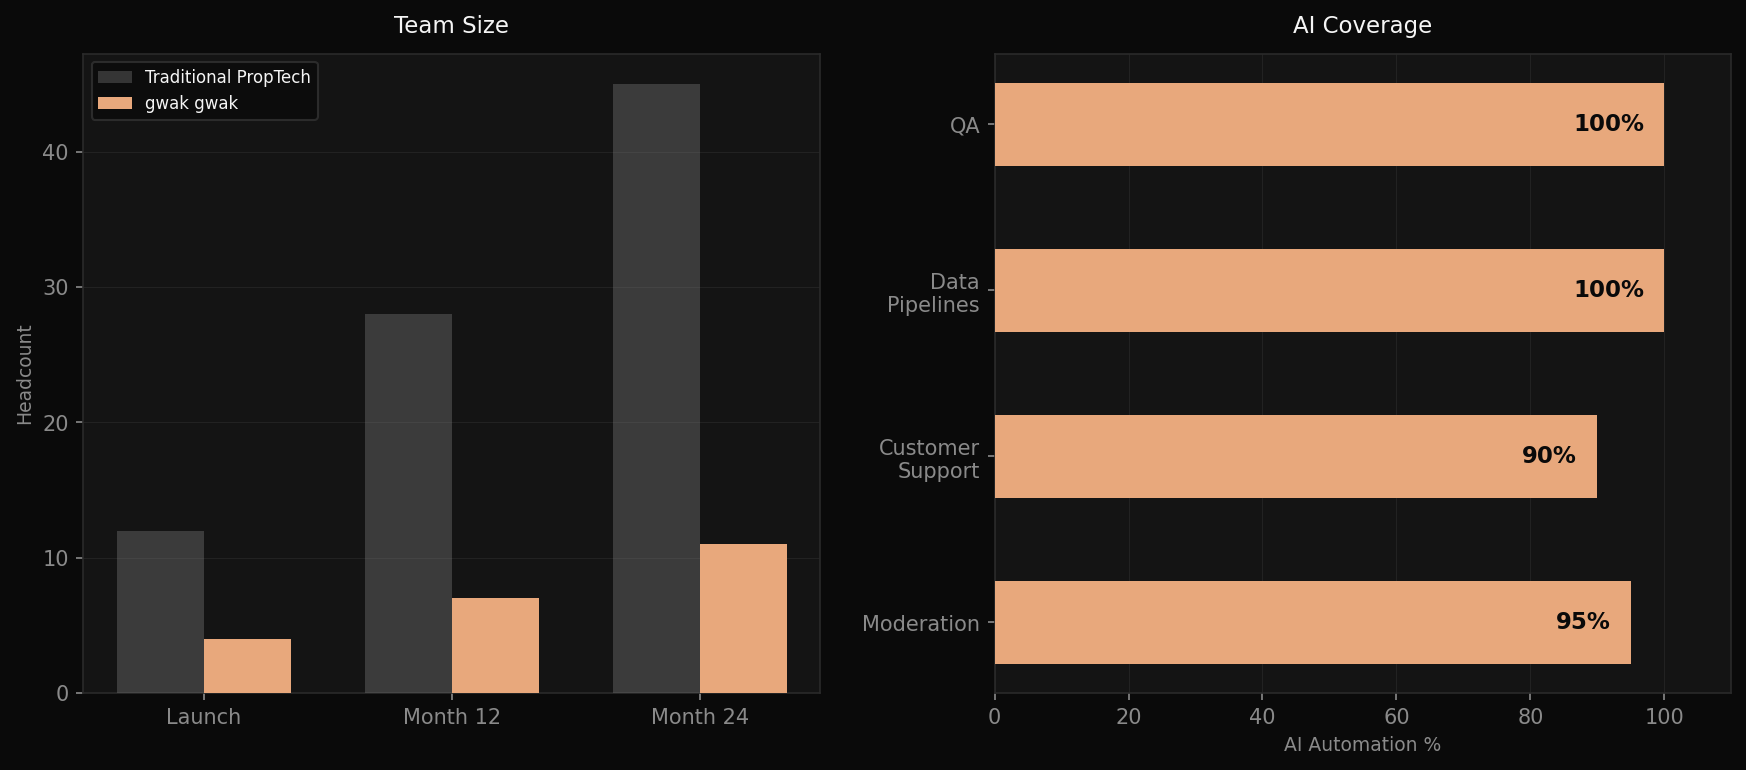 Team Size
Traditional PropTech
gwak gwak
Headcount
40
30
20
10
0
Launch
Month 12
Month 24
AI Coverage
QA
100%
Data
Pipelines
100%
Customer
Support
90%
Moderation
95%
0
20
40
60
80
100
AI Automation %